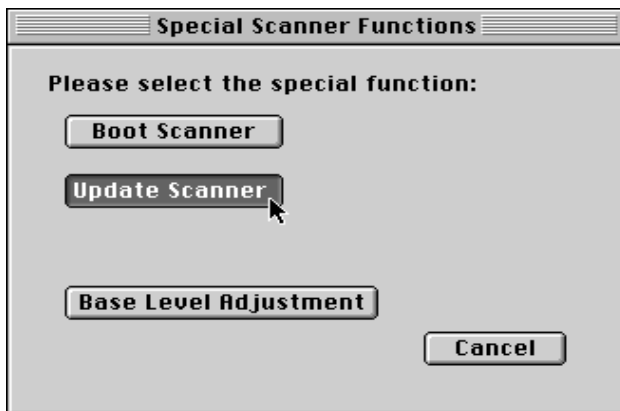 Special Scanner Functions
Please select the special function:
Boot Scanner
Update Scanner
Base Level Adjustment
Cancel